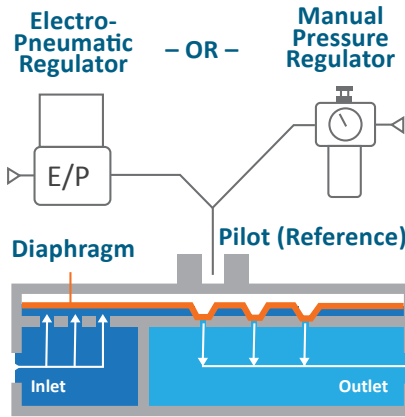 Electro-
Pneumatic
Regulator
– OR –
Manual
Pressure
Regulator
E/P
Diaphragm
Pilot (Reference)
Inlet
Outlet